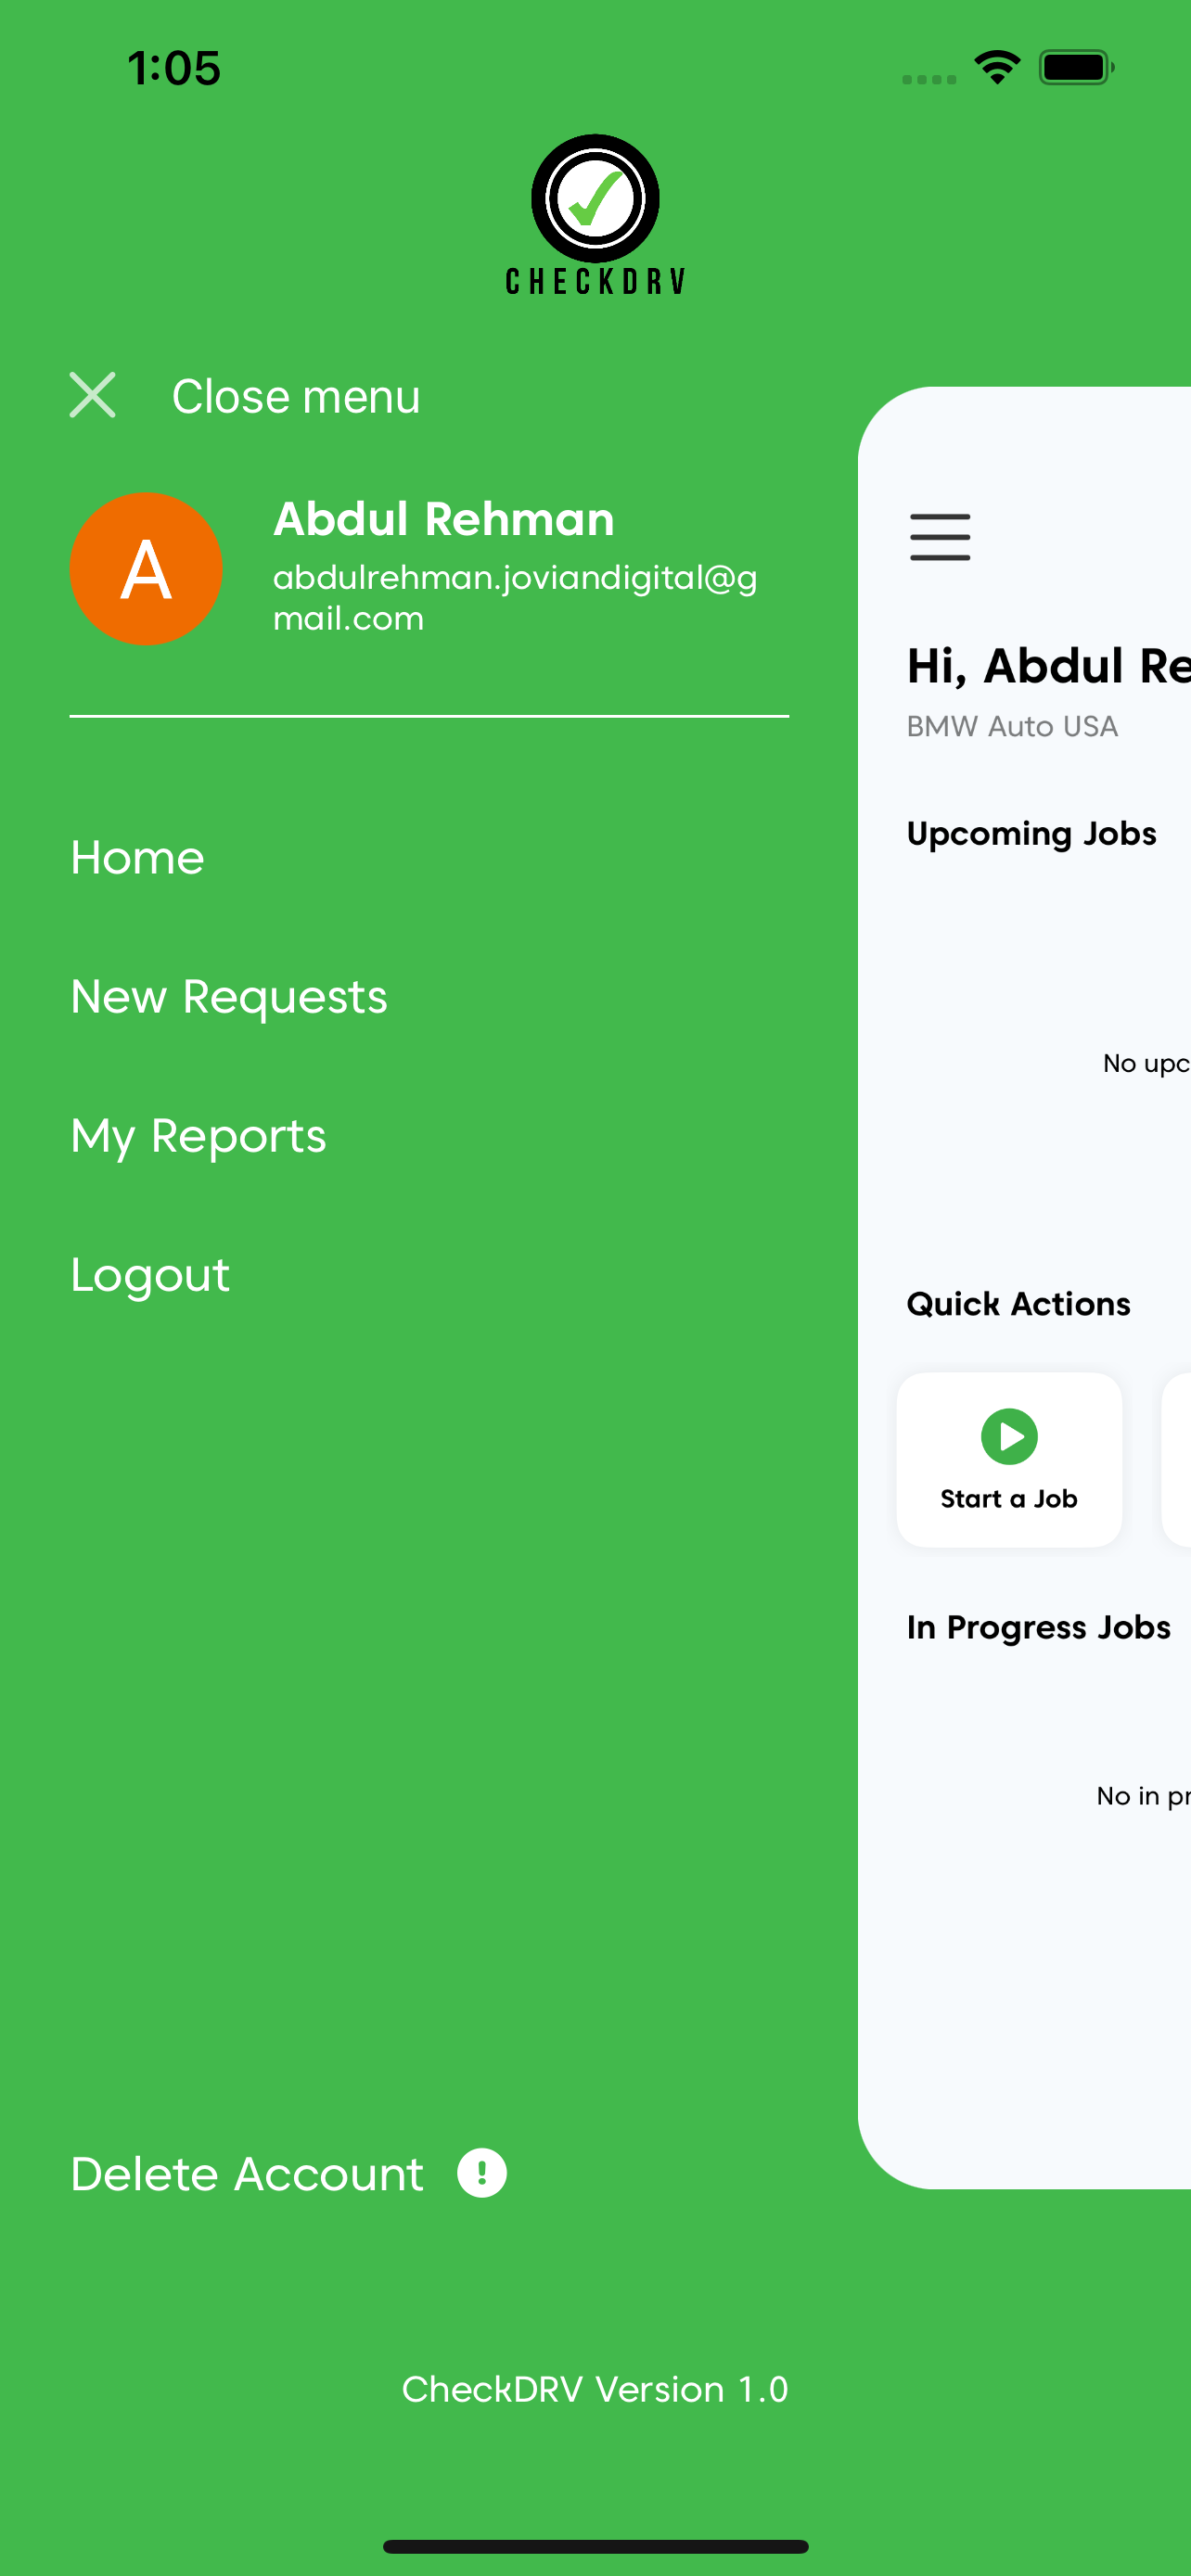 1:05
CHECKDRV
Close menu
A
Abdul Rehman
abdulrehman.joviandigital@g
mail.com
Home
New Requests
My Reports
Logout
Delete Account
CheckDRV Version 1.0
Hi, Abdul Re
BMW Auto USA
Upcoming Jobs
No upc
Quick Actions
Start a Job
In Progress Jobs
No in pr